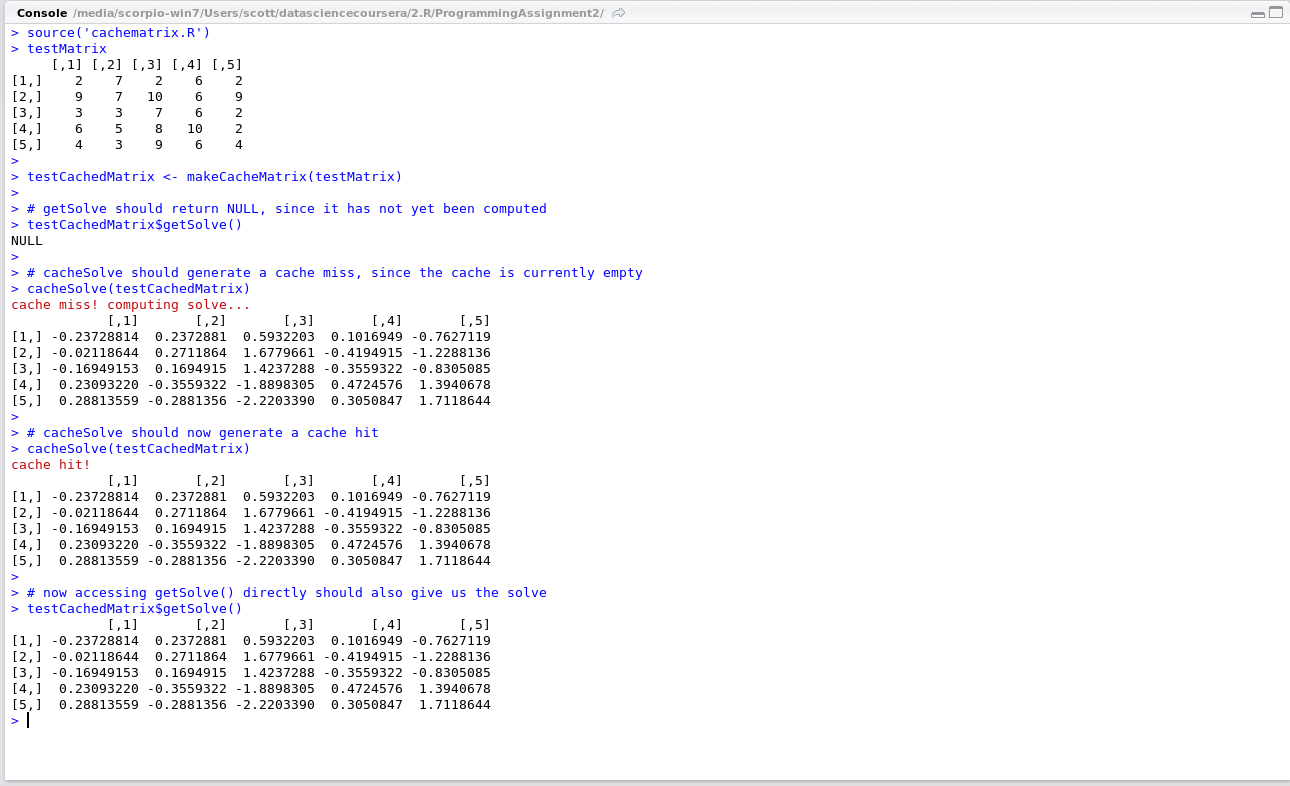 Console /media/scorpio-win7/Users/scott/datasciencecoursera/2.R/ProgrammingAssignment2/
> source('cachematrix.R')
> testMatrix
     [,1] [,2] [,3] [,4] [,5]
[1,]    2    7    2    6    2
[2,]    9    7   10    6    9
[3,]    3    3    7    6    2
[4,]    6    5    8   10    2
[5,]    4    3    9    6    4
>
> testCachedMatrix <- makeCacheMatrix(testMatrix)
>
> # getSolve should return NULL, since it has not yet been computed
> testCachedMatrix$getSolve()
NULL
>
> # cacheSolve should generate a cache miss, since the cache is currently empty
> cacheSolve(testCachedMatrix)
cache miss! computing solve...
            [,1]       [,2]       [,3]       [,4]       [,5]
[1,] -0.23728814  0.2372881  0.5932203  0.1016949 -0.7627119
[2,] -0.02118644  0.2711864  1.6779661 -0.4194915 -1.2288136
[3,] -0.16949153  0.1694915  1.4237288 -0.3559322 -0.8305085
[4,]  0.23093220 -0.3559322 -1.8898305  0.4724576  1.3940678
[5,]  0.28813559 -0.2881356 -2.2203390  0.3050847  1.7118644
>
> # cacheSolve should now generate a cache hit
> cacheSolve(testCachedMatrix)
cache hit!
            [,1]       [,2]       [,3]       [,4]       [,5]
[1,] -0.23728814  0.2372881  0.5932203  0.1016949 -0.7627119
[2,] -0.02118644  0.2711864  1.6779661 -0.4194915 -1.2288136
[3,] -0.16949153  0.1694915  1.4237288 -0.3559322 -0.8305085
[4,]  0.23093220 -0.3559322 -1.8898305  0.4724576  1.3940678
[5,]  0.28813559 -0.2881356 -2.2203390  0.3050847  1.7118644
>
> # now accessing getSolve() directly should also give us the solve
> testCachedMatrix$getSolve()
            [,1]       [,2]       [,3]       [,4]       [,5]
[1,] -0.23728814  0.2372881  0.5932203  0.1016949 -0.7627119
[2,] -0.02118644  0.2711864  1.6779661 -0.4194915 -1.2288136
[3,] -0.16949153  0.1694915  1.4237288 -0.3559322 -0.8305085
[4,]  0.23093220 -0.3559322 -1.8898305  0.4724576  1.3940678
[5,]  0.28813559 -0.2881356 -2.2203390  0.3050847  1.7118644
>